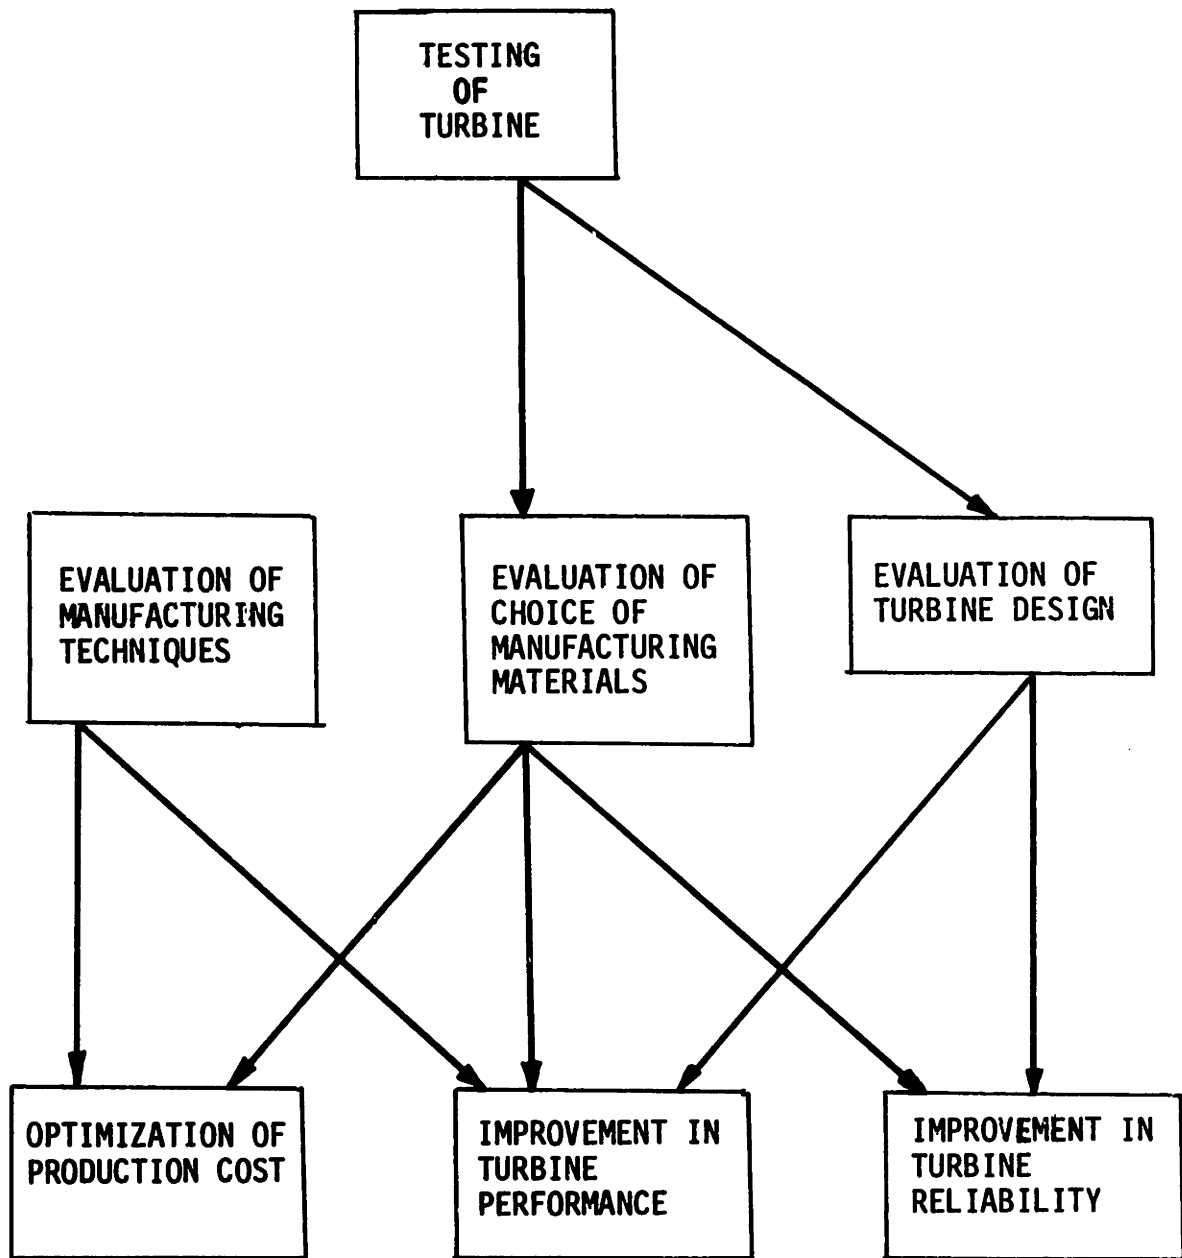 TESTING
OF
TURBINE
EVALUATION OF
MANUFACTURING
TECHNIQUES
EVALUATION OF
CHOICE OF
MANUFACTURING
MATERIALS
EVALUATION OF
TURBINE DESIGN
OPTIMIZATION OF
PRODUCTION COST
IMPROVEMENT IN
TURBINE
PERFORMANCE
IMPROVEMENT IN
TURBINE
RELIABILITY